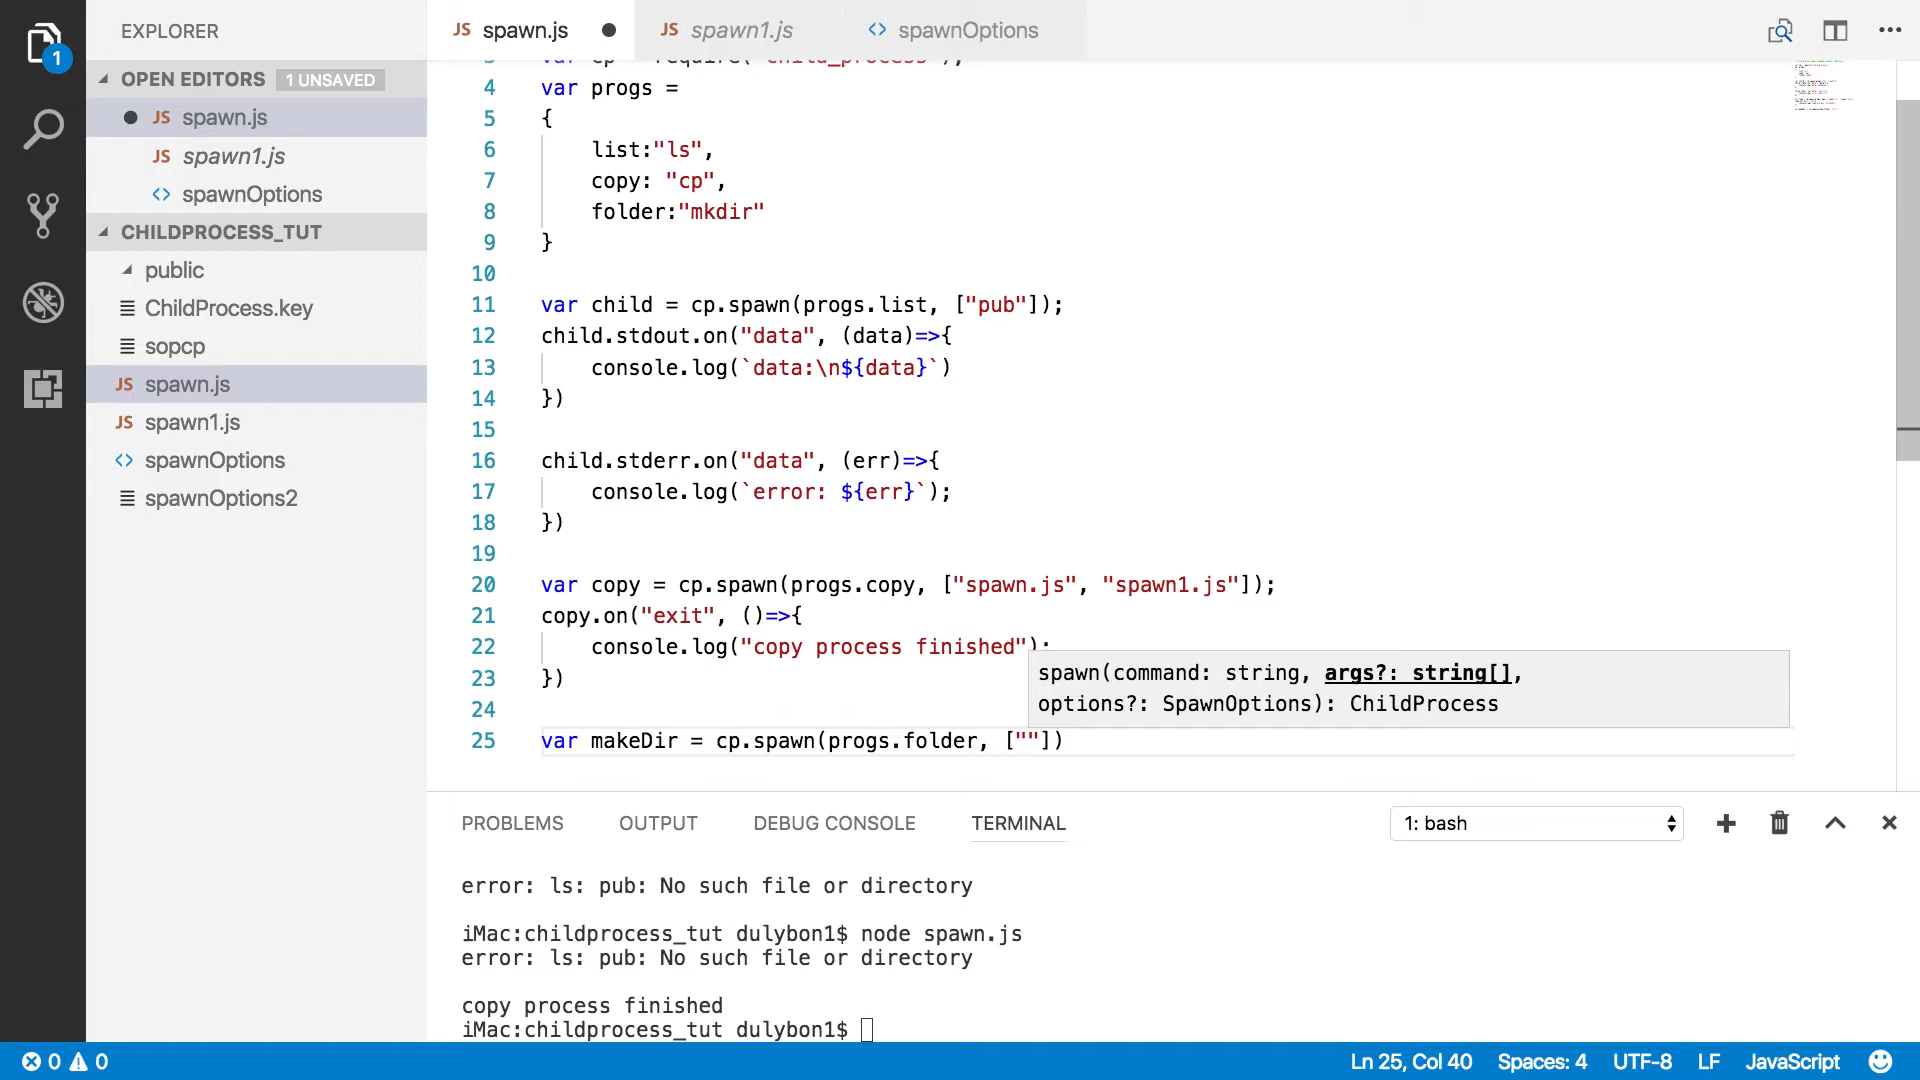 EXPLORER
JS spawn.js
JS spawn1.js
<> spawnOptions
1
OPEN EDITORS 1 UNSAVED
JS spawn.js
JS spawn1.js
<> spawnOptions
CHILDPROCESS_TUT
public
ChildProcess.key
sopcp
JS spawn.js
JS spawn1.js
<> spawnOptions
spawnOptions2
4 var progs =
5 {
6 list:"ls",
7 copy: "cp",
8 folder:"mkdir"
9 }
10
11 var child = cp.spawn(progs.list, ["pub"]);
12 child.stdout.on("data", (data)=>{
13 console.log(`data:\n${data}`)
14 })
15
16 child.stderr.on("data", (err)=>{
17 console.log(`error: ${err}`);
18 })
19
20 var copy = cp.spawn(progs.copy, ["spawn.js", "spawn1.js"]);
21 copy.on("exit", ()=>{
22 console.log("copy process finished");
23 })
24
25 var makeDir = cp.spawn(progs.folder, [""])
spawn(command: string, args?: string[],
options?: SpawnOptions): ChildProcess
PROBLEMS OUTPUT DEBUG CONSOLE TERMINAL 1: bash
error: ls: pub: No such file or directory
iMac:childprocess_tut dulybon1$ node spawn.js
error: ls: pub: No such file or directory
copy process finished
iMac:childprocess_tut dulybon1$
0 0 Ln 25, Col 40 Spaces: 4 UTF-8 LF JavaScript